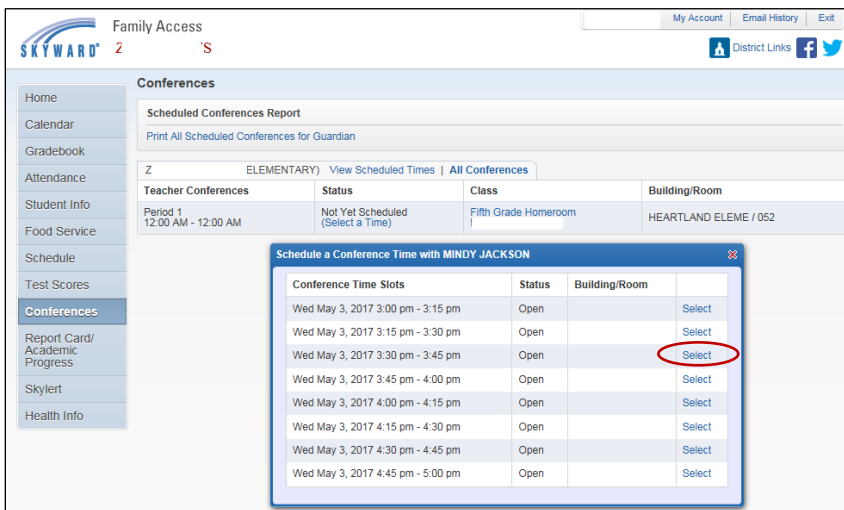 My Account Email History Exit
Family Access
SKYWARD®
2 'S
District Links
Conferences
Home
Calendar
Gradebook
Attendance
Student Info
Food Service
Schedule
Test Scores
Conferences
Report Card/
Academic
Progress
Skylert
Health Info
Scheduled Conferences Report
Print All Scheduled Conferences for Guardian
Z ELEMENTARY) View Scheduled Times | All Conferences
Teacher Conferences Status Class Building/Room
Period 1 Not Yet Scheduled Fifth Grade Homeroom HEARTLAND ELEME / 052
12:00 AM - 12:00 AM (Select a Time)
Schedule a Conference Time with MINDY JACKSON
Conference Time Slots Status Building/Room
Wed May 3, 2017 3:00 pm - 3:15 pm Open Select
Wed May 3, 2017 3:15 pm - 3:30 pm Open Select
Wed May 3, 2017 3:30 pm - 3:45 pm Open Select
Wed May 3, 2017 3:45 pm - 4:00 pm Open Select
Wed May 3, 2017 4:00 pm - 4:15 pm Open Select
Wed May 3, 2017 4:15 pm - 4:30 pm Open Select
Wed May 3, 2017 4:30 pm - 4:45 pm Open Select
Wed May 3, 2017 4:45 pm - 5:00 pm Open Select